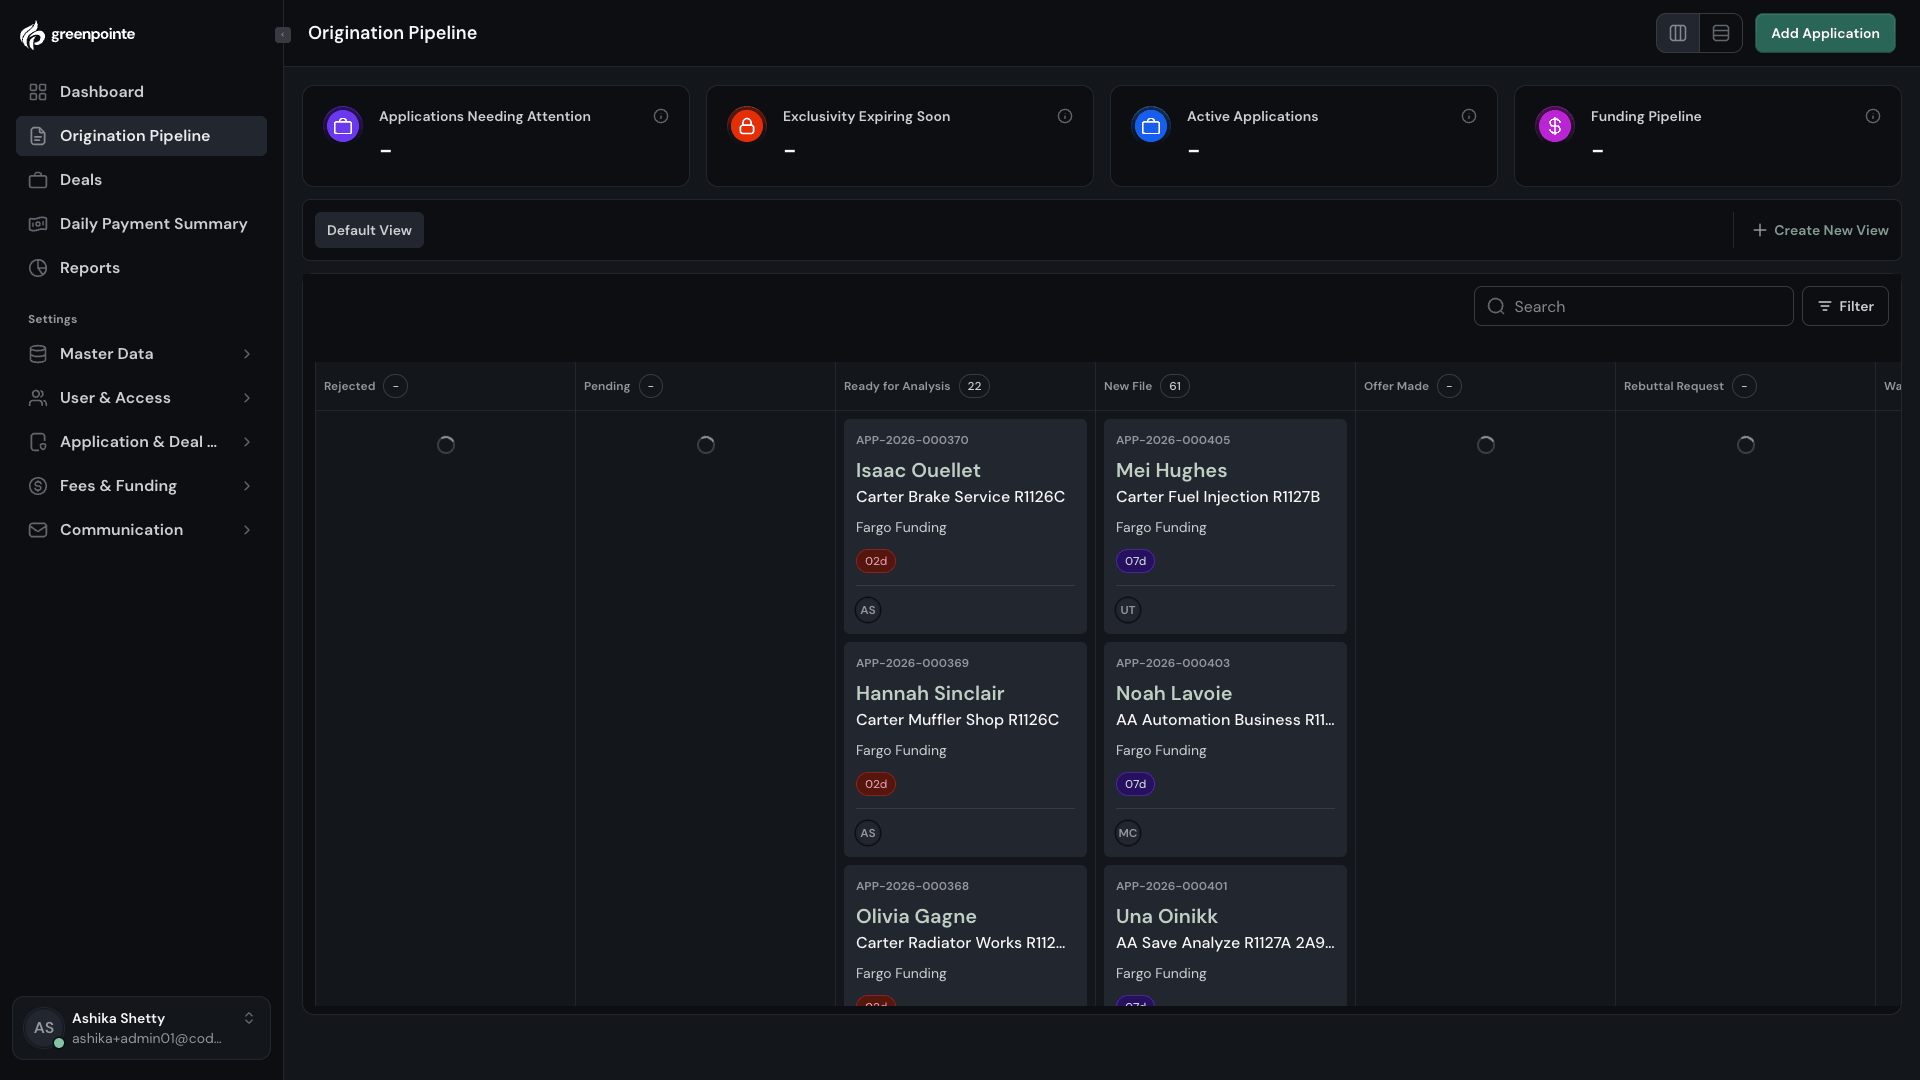 greenpointe
Dashboard
Origination Pipeline
Deals
Daily Payment Summary
Reports
Settings
Master Data
User & Access
Application & Deal ...
Fees & Funding
Communication
AS
Ashika Shetty
ashika+admin01@cod...
Origination Pipeline
Add Application
Applications Needing Attention
–
Exclusivity Expiring Soon
–
Active Applications
–
Funding Pipeline
–
Default View
Create New View
Search
Filter
Rejected -
Pending -
Ready for Analysis 22
APP-2026-000370
Isaac Ouellet
Carter Brake Service R1126C
Fargo Funding
02d
AS
APP-2026-000369
Hannah Sinclair
Carter Muffler Shop R1126C
Fargo Funding
02d
AS
APP-2026-000368
Olivia Gagne
Carter Radiator Works R112...
Fargo Funding
02d
New File 61
APP-2026-000405
Mei Hughes
Carter Fuel Injection R1127B
Fargo Funding
07d
UT
APP-2026-000403
Noah Lavoie
AA Automation Business R11...
Fargo Funding
07d
MC
APP-2026-000401
Una Oinikk
AA Save Analyze R1127A 2A9...
Fargo Funding
07d
Offer Made -
Rebuttal Request -
Wa